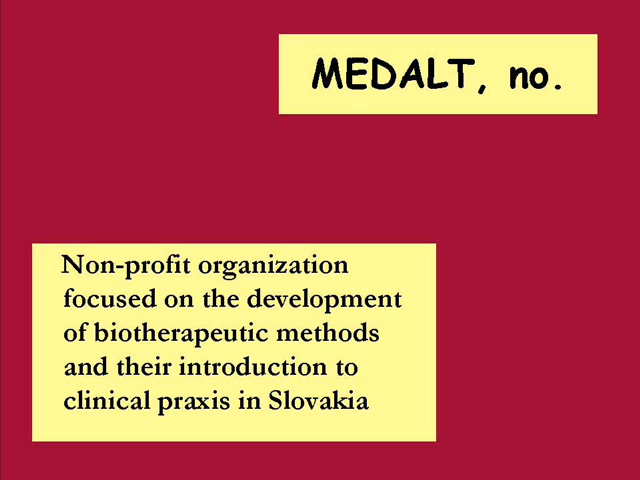 MEDALT, no.
Non-profit organization
focused on the development
of biotherapeutic methods
and their introduction to
clinical praxis in Slovakia